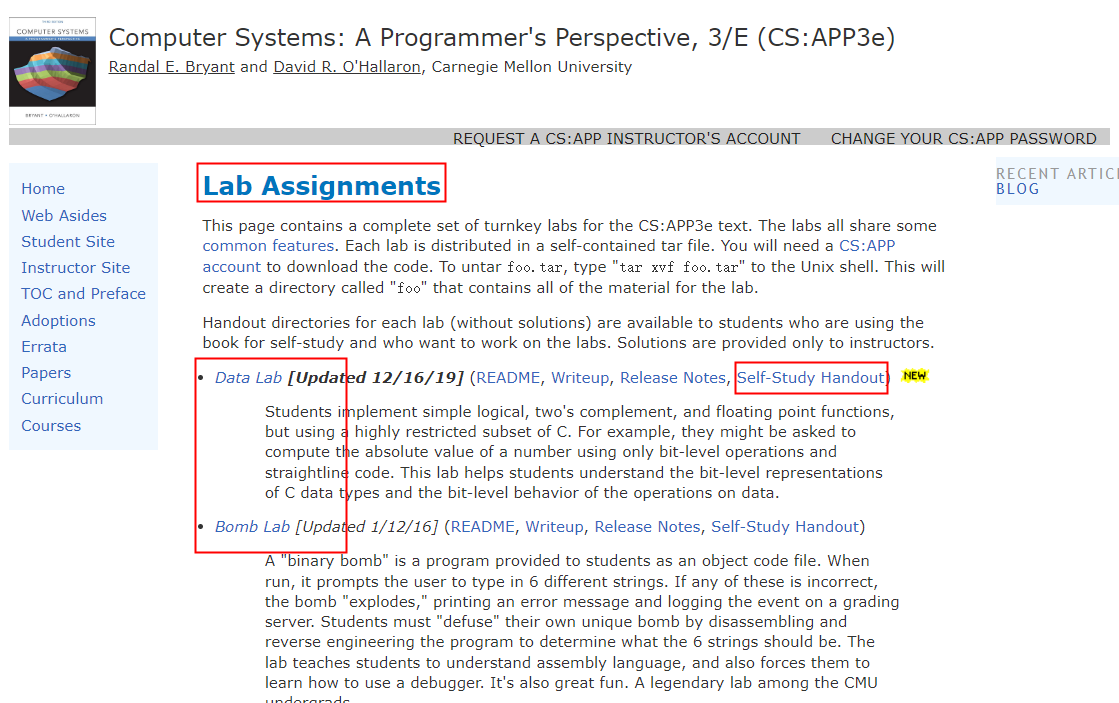 COMPUTER SYSTEMS
BRYANT • O'HALLARON
Computer Systems: A Programmer's Perspective, 3/E (CS:APP3e)
Randal E. Bryant and David R. O'Hallaron, Carnegie Mellon University
REQUEST A CS:APP INSTRUCTOR'S ACCOUNT CHANGE YOUR CS:APP PASSWORD
Home
Web Asides
Student Site
Instructor Site
TOC and Preface
Adoptions
Errata
Papers
Curriculum
Courses
Lab Assignments
This page contains a complete set of turnkey labs for the CS:APP3e text. The labs all share some
common features. Each lab is distributed in a self-contained tar file. You will need a CS:APP
account to download the code. To untar foo.tar, type "tar xvf foo.tar" to the Unix shell. This will
create a directory called "foo" that contains all of the material for the lab.
Handout directories for each lab (without solutions) are available to students who are using the
book for self-study and who want to work on the labs. Solutions are provided only to instructors.
• Data Lab [Updated 12/16/19] (README, Writeup, Release Notes, Self-Study Handout) NEW
Students implement simple logical, two's complement, and floating point functions,
but using a highly restricted subset of C. For example, they might be asked to
compute the absolute value of a number using only bit-level operations and
straightline code. This lab helps students understand the bit-level representations
of C data types and the bit-level behavior of the operations on data.
• Bomb Lab [Updated 1/12/16] (README, Writeup, Release Notes, Self-Study Handout)
A "binary bomb" is a program provided to students as an object code file. When
run, it prompts the user to type in 6 different strings. If any of these is incorrect,
the bomb "explodes," printing an error message and logging the event on a grading
server. Students must "defuse" their own unique bomb by disassembling and
reverse engineering the program to determine what the 6 strings should be. The
lab teaches students to understand assembly language, and also forces them to
learn how to use a debugger. It's also great fun. A legendary lab among the CMU
undergrads.
RECENT ARTIC
BLOG